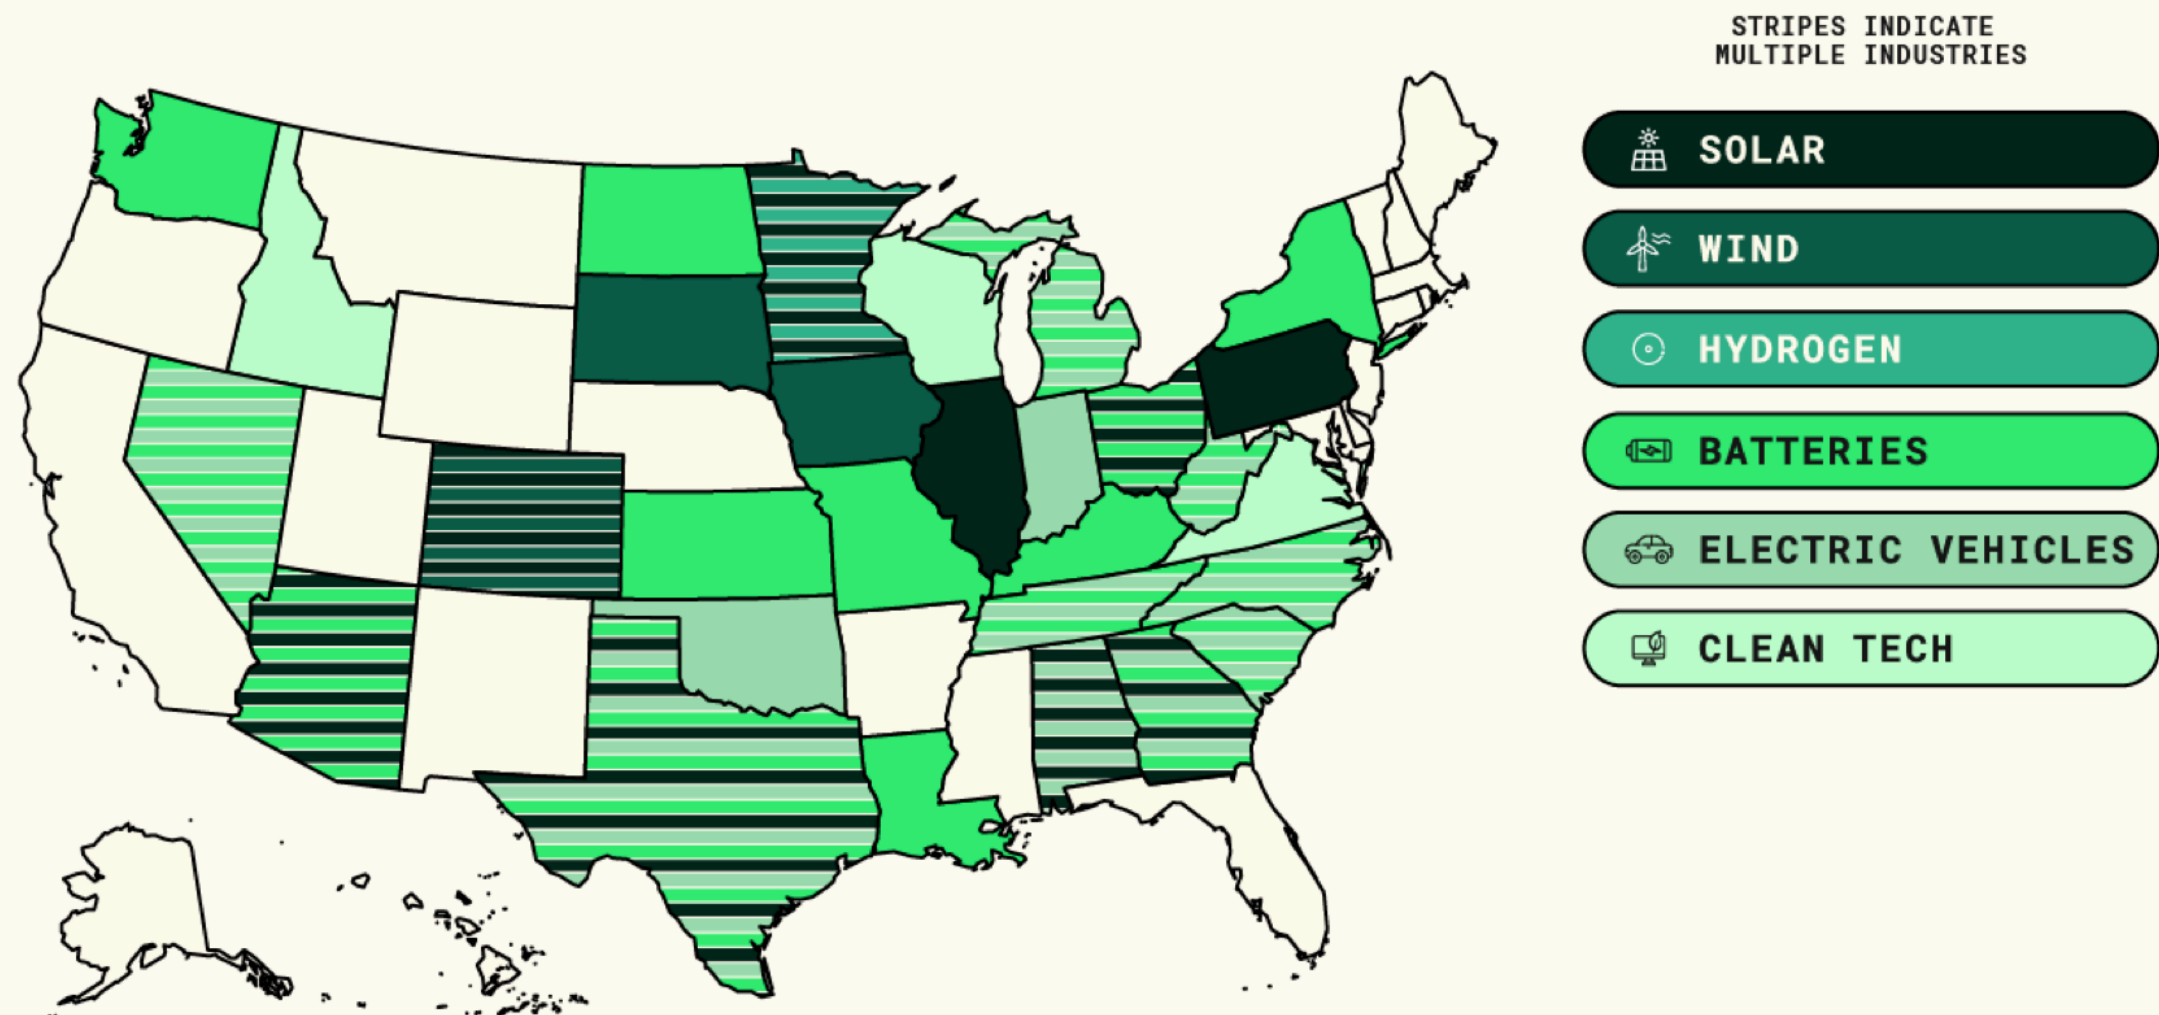 STRIPES INDICATE
MULTIPLE INDUSTRIES
SOLAR
WIND
HYDROGEN
BATTERIES
ELECTRIC VEHICLES
CLEAN TECH